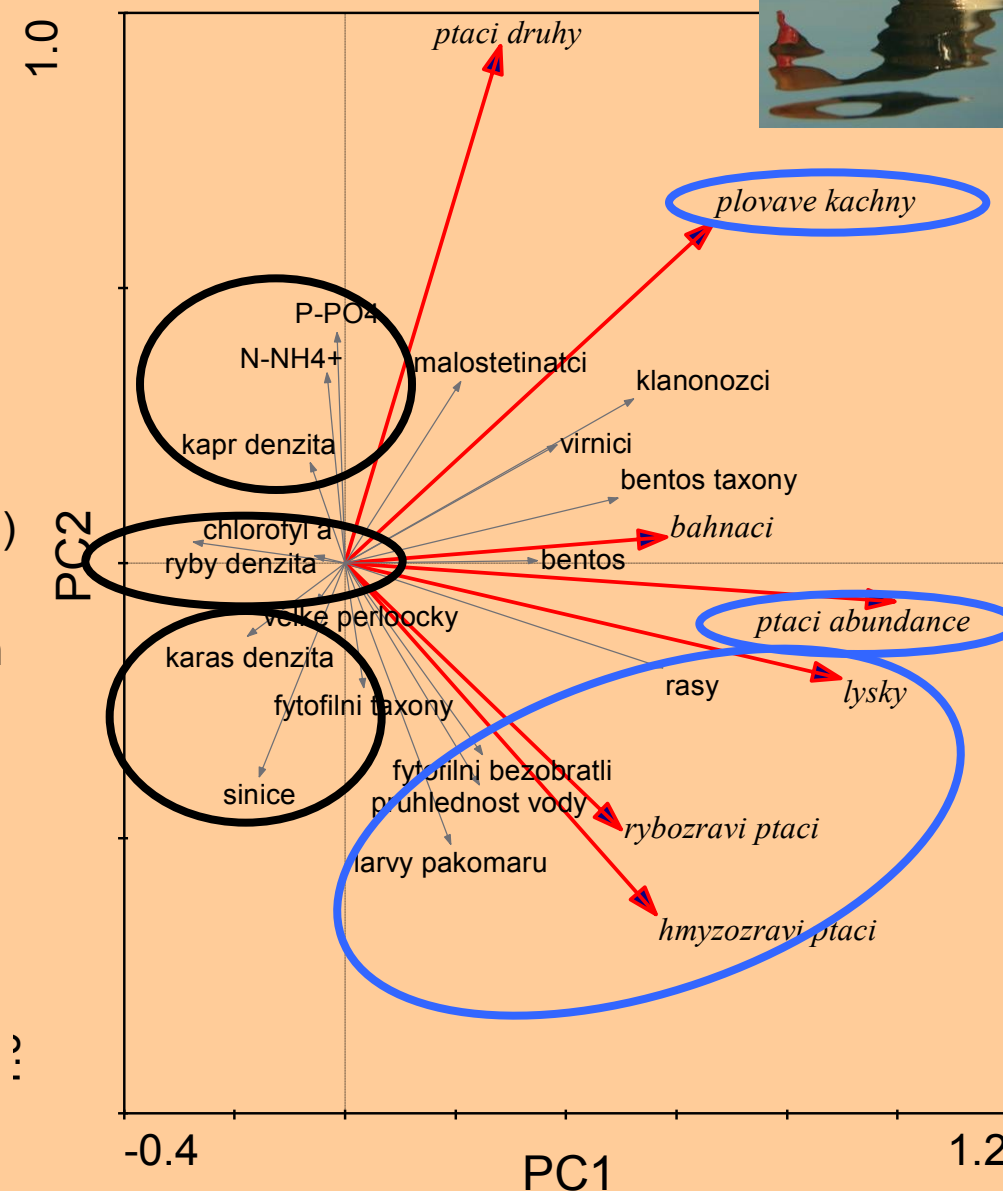 1.0
ptaci druhy
plovave kachny
P-PO4
N-NH4+
malostetinatci
klanonozci
kapr denzita
virnici
bentos taxony
chlorofyl a
bahnaci
)
PC2
ryby denzita
bentos
velke perloocky
ptaci abundance
karas denzita
rasy
lysky
fytofilni taxony
fytofilni bezobratli
sinice
pruhlednost vody
rybozravi ptaci
larvy pakomaru
hmyzozravi ptaci
-0.4
PC1
1.2